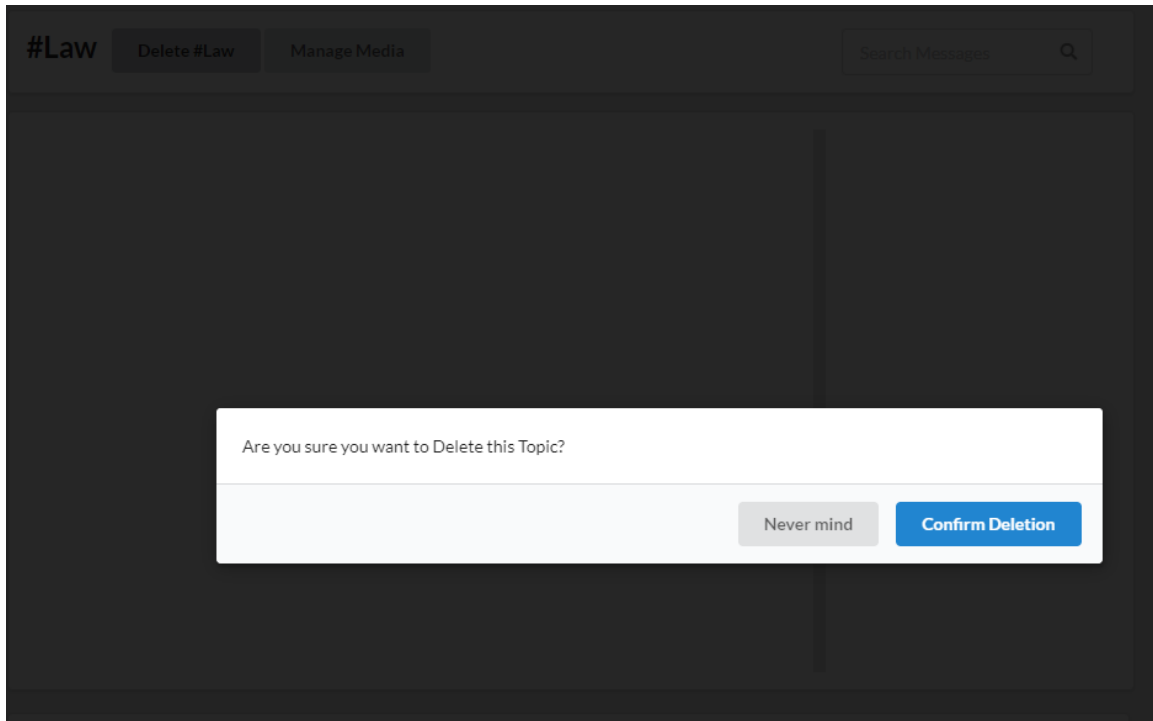 #Law
Delete #Law
Manage Media
Search Messages
Are you sure you want to Delete this Topic?
Never mind
Confirm Deletion